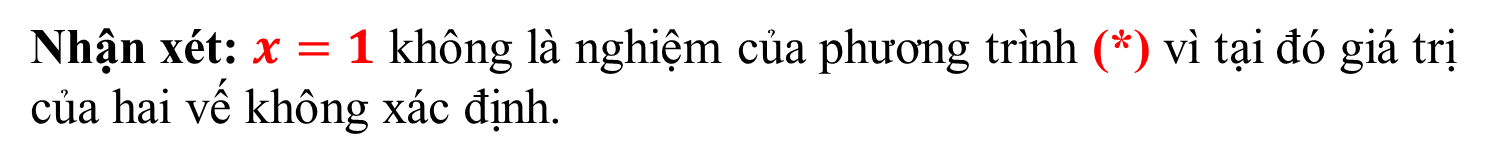 Nhận xét: x = 1 không là nghiệm của phương trình (*) vì tại đó giá trị
của hai vế không xác định.